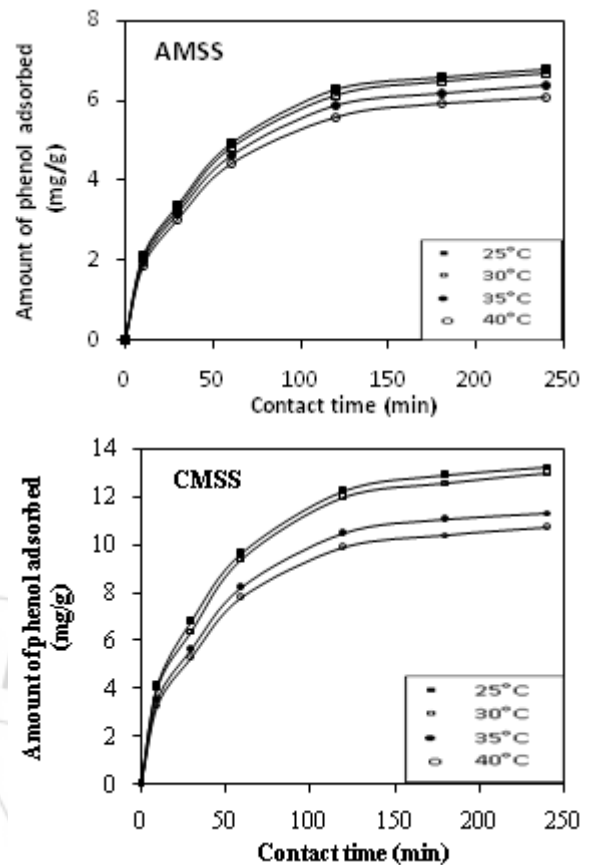 8
AMSS
6
4
2
0
Amount of phenol adsorbed
(mg/g)
25°C
30°C
35°C
40°C
0 50 100 150 200 250
Contact time (min)
14
CMSS
12
10
8
6
4
2
0
Amount of phenol adsorbed
(mg/g)
25°C
30°C
35°C
40°C
0 50 100 150 200 250
Contact time (min)